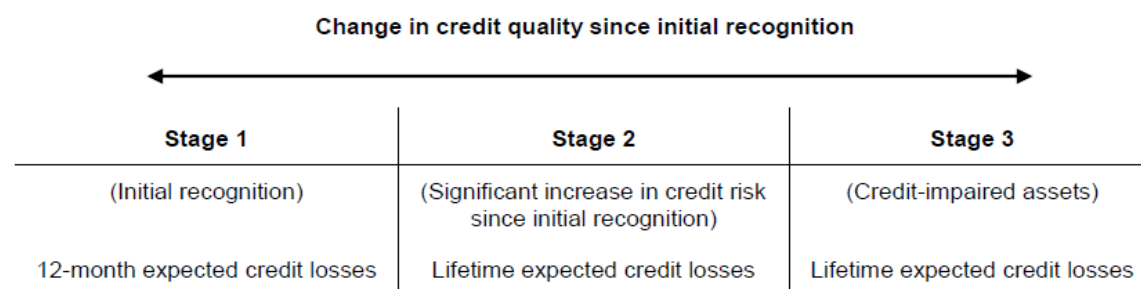 Change in credit quality since initial recognition
Stage 1
Stage 2
Stage 3
(Initial recognition)
(Significant increase in credit risk
since initial recognition)
(Credit-impaired assets)
12-month expected credit losses
Lifetime expected credit losses
Lifetime expected credit losses